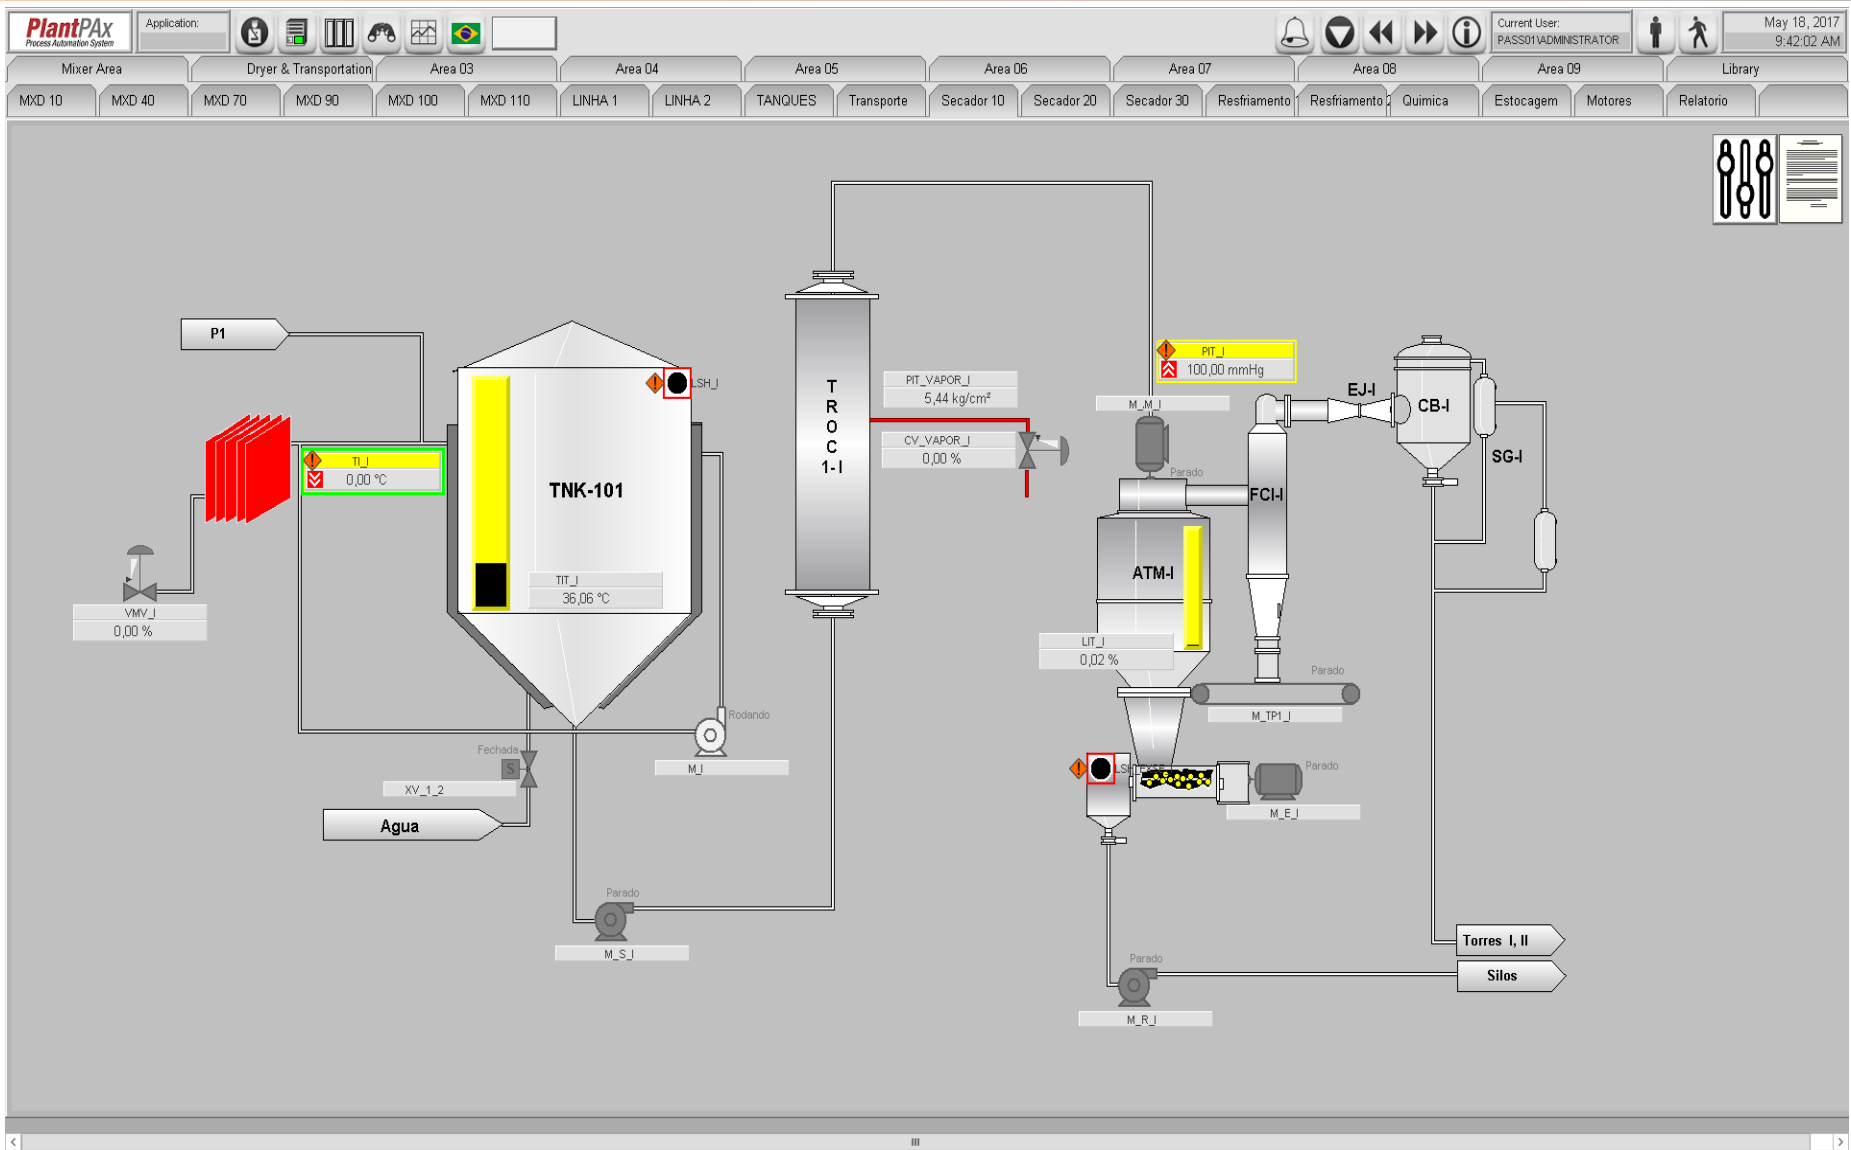 PlantPAx
Process Automation System
Application:
Current User:
PASS01\ADMINISTRATOR
May 18, 2017
9:42:02 AM
Mixer Area
Dryer & Transportation
Area 03
Area 04
Area 05
Area 06
Area 07
Area 08
Area 09
Library
MXD 10
MXD 40
MXD 70
MXD 90
MXD 100
MXD 110
LINHA 1
LINHA 2
TANQUES
Transporte
Secador 10
Secador 20
Secador 30
Resfriamento
Resfriamento
Quimica
Estocagem
Motores
Relatorio
P1
LSH_I
TI_I
0,00 °C
TNK-101
TIT_I
36,06 °C
VMV_I
0,00 %
Rodando
M_I
Fechada
S
XV_1_2
Agua
Parado
M_S_I
TROC
1-I
PIT_VAPOR_I
5,44 kg/cm²
CV_VAPOR_I
0,00 %
PIT_I
100,00 mmHg
M_M_I
Parado
FCI-I
EJ-I
CB-I
SG-I
ATM-I
LIT_I
0,02 %
Parado
M_TP1_I
Parado
M_E_I
Parado
M_R_I
Torres I, II
Silos